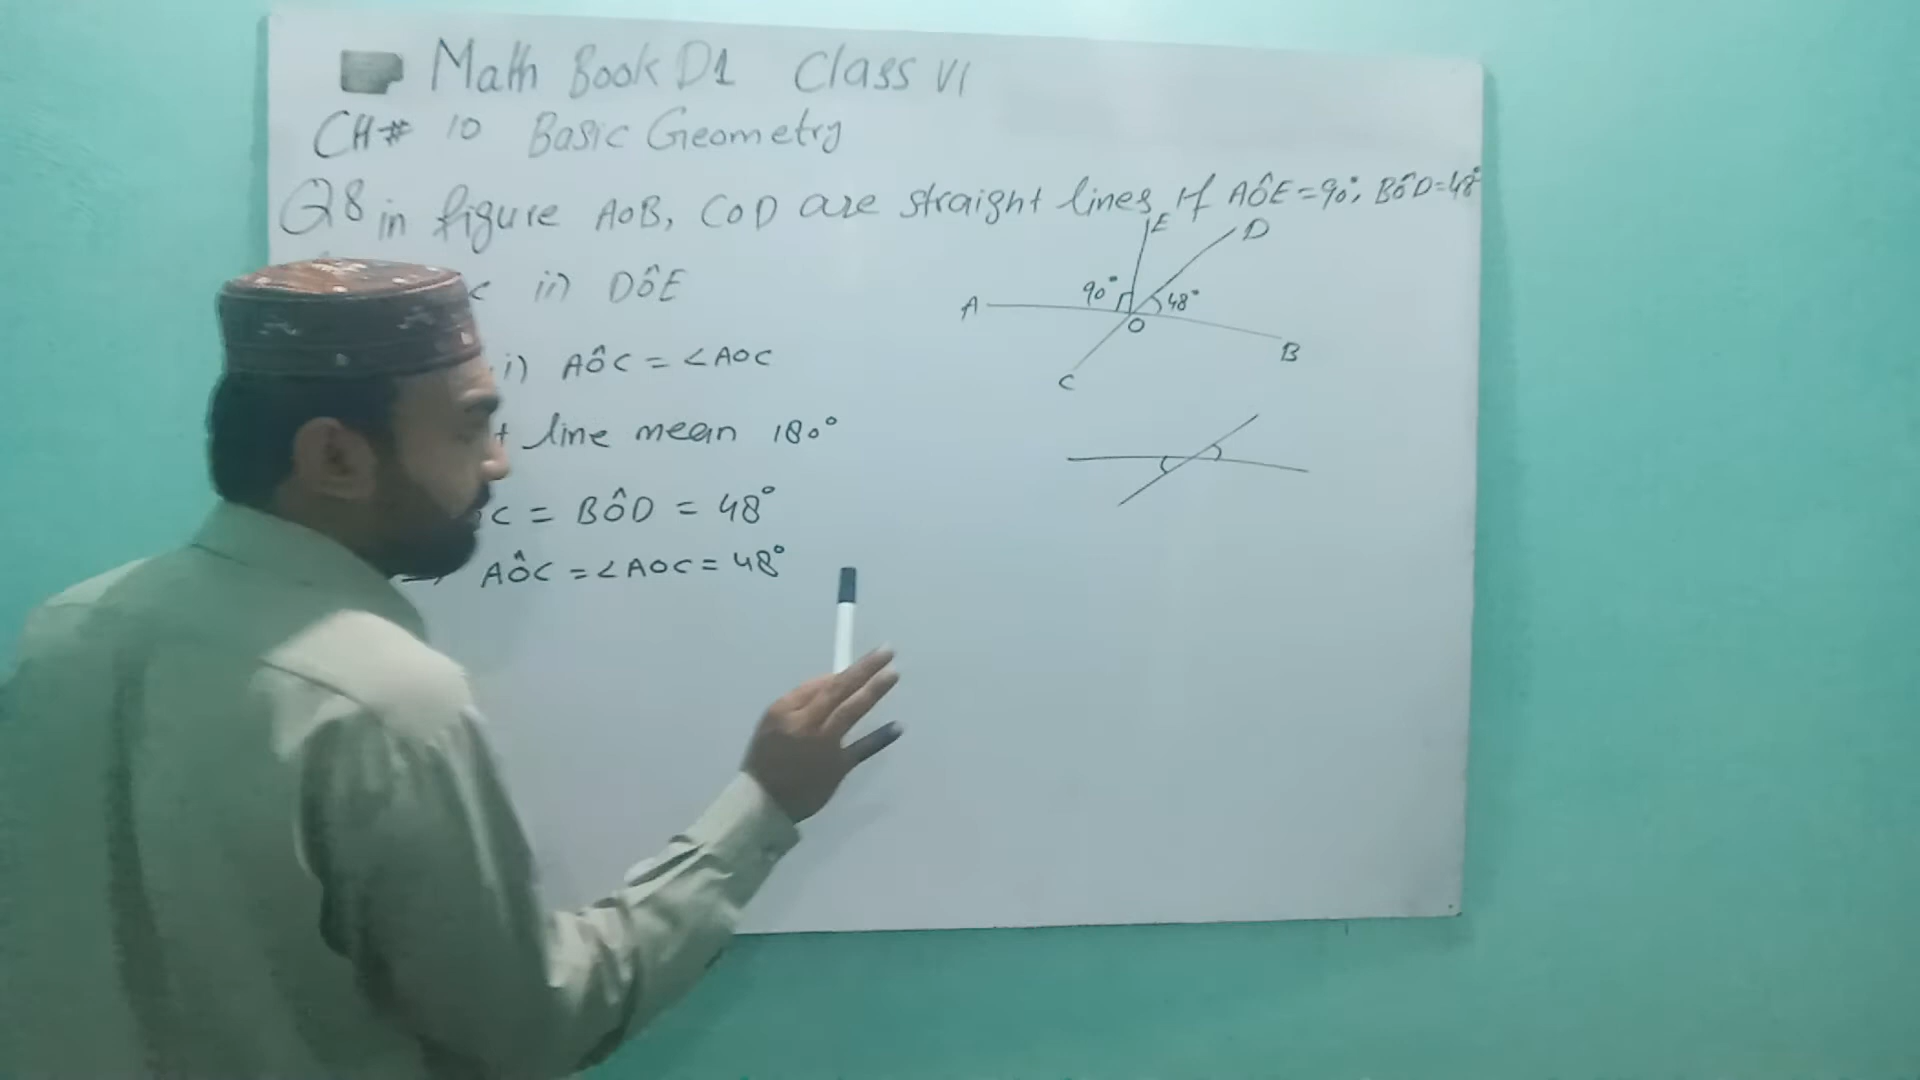 Math Book D1 Class VI
CH# 10 Basic Geometry
Q8 in figure AOB, COD are straight lines, If AÔE=90°, BÔD=48°
C ii) DÔE
i) AÔC = ∠AOC
line mean 180°
C = BÔD = 48°
⇒ AÔC = ∠AOC = 48°
E
D
90°
48°
A
O
B
C